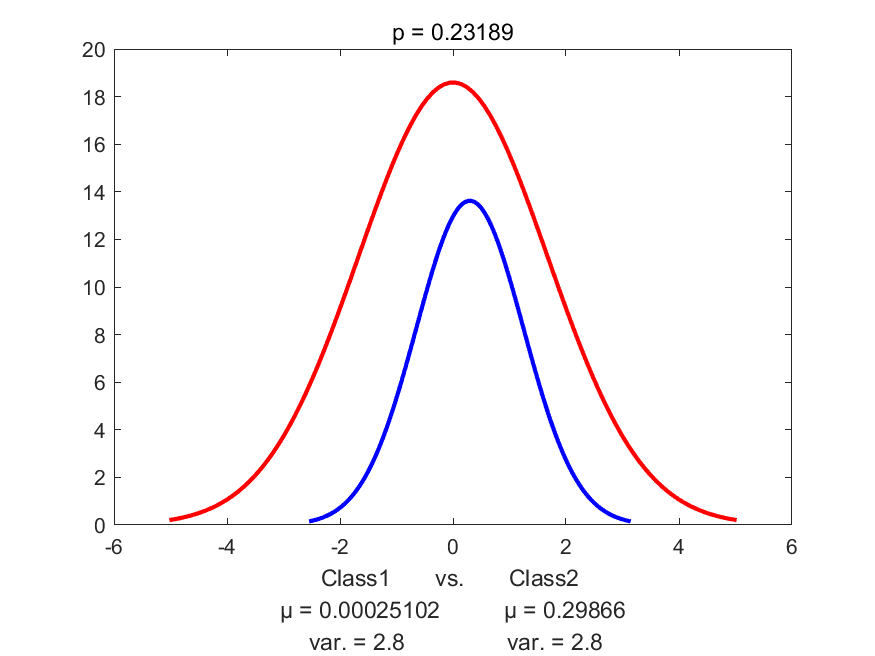 p = 0.23189
20
18
16
14
12
10
8
6
4
2
0
-6 -4 -2 0 2 4 6
Class1 vs. Class2
μ = 0.00025102 μ = 0.29866
var. = 2.8 var. = 2.8